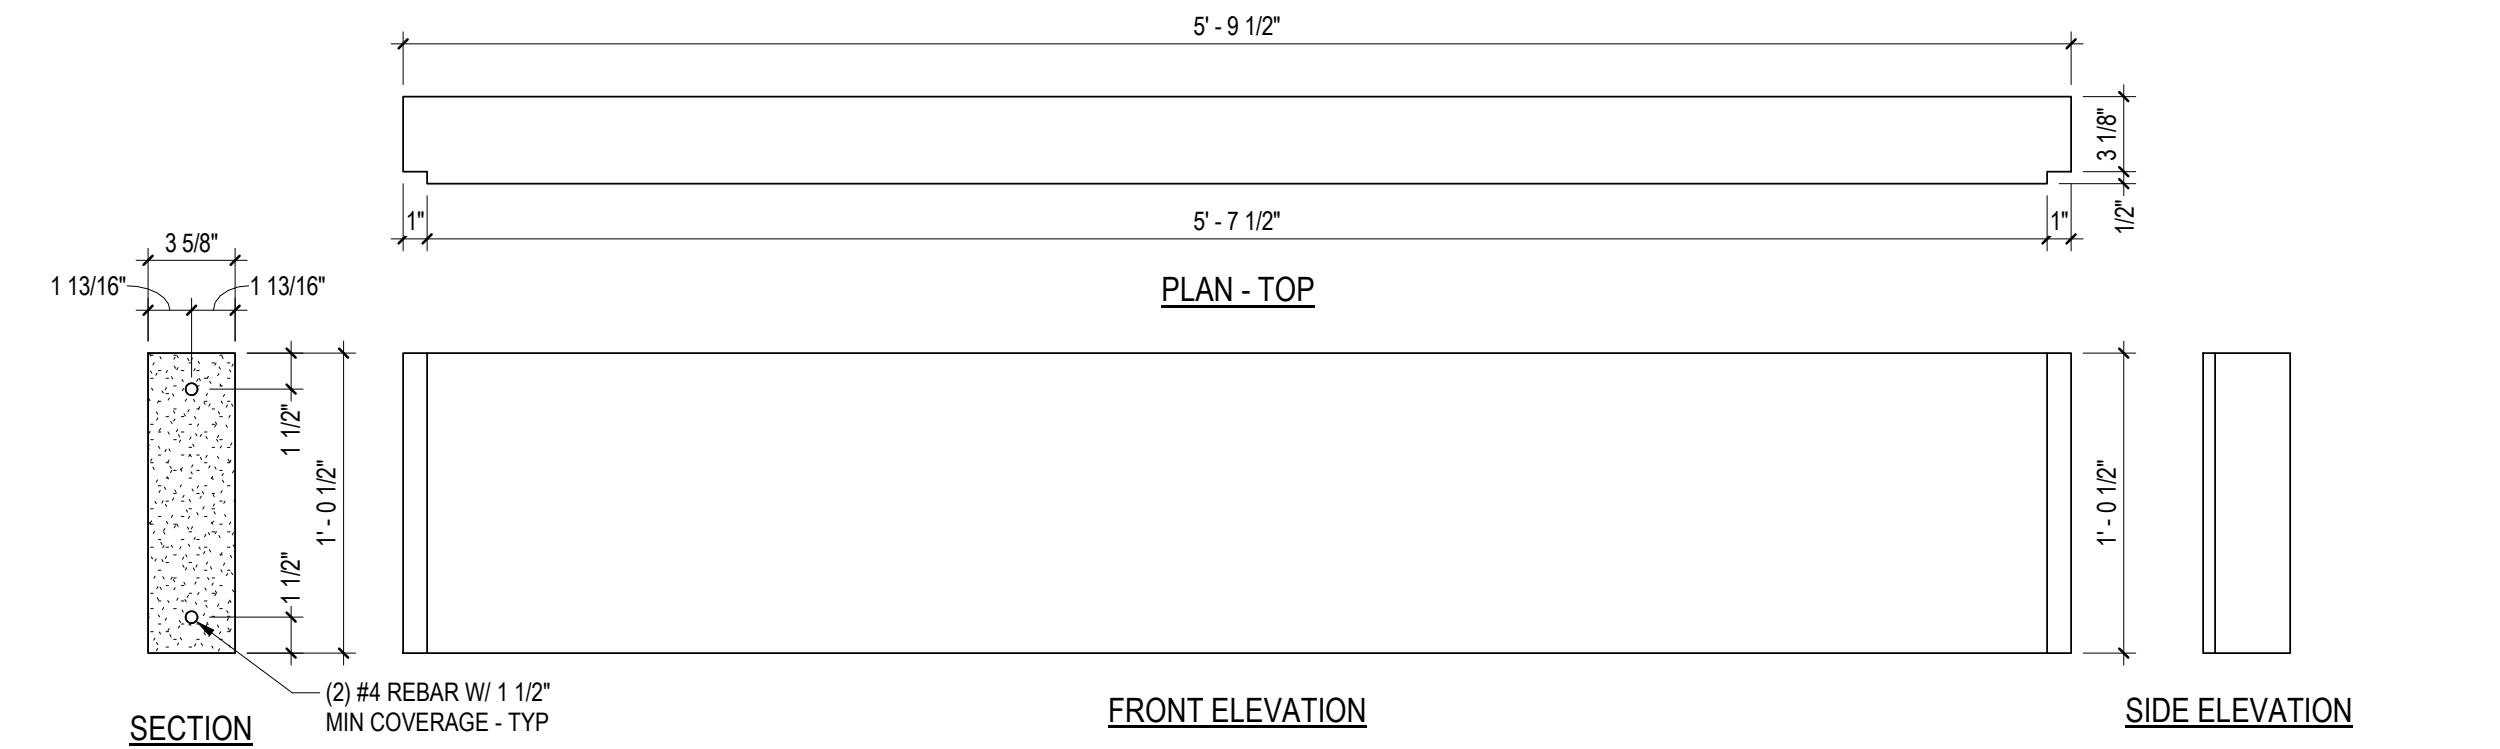 5' - 9 1/2"
3 1/8"
1/2"
1"
5' - 7 1/2"
1"
PLAN - TOP
3 5/8"
1 13/16"
1 13/16"
1 1/2"
1' - 0 1/2"
1 1/2"
(2) #4 REBAR W/ 1 1/2"
MIN COVERAGE - TYP
SECTION
1' - 0 1/2"
FRONT ELEVATION
SIDE ELEVATION